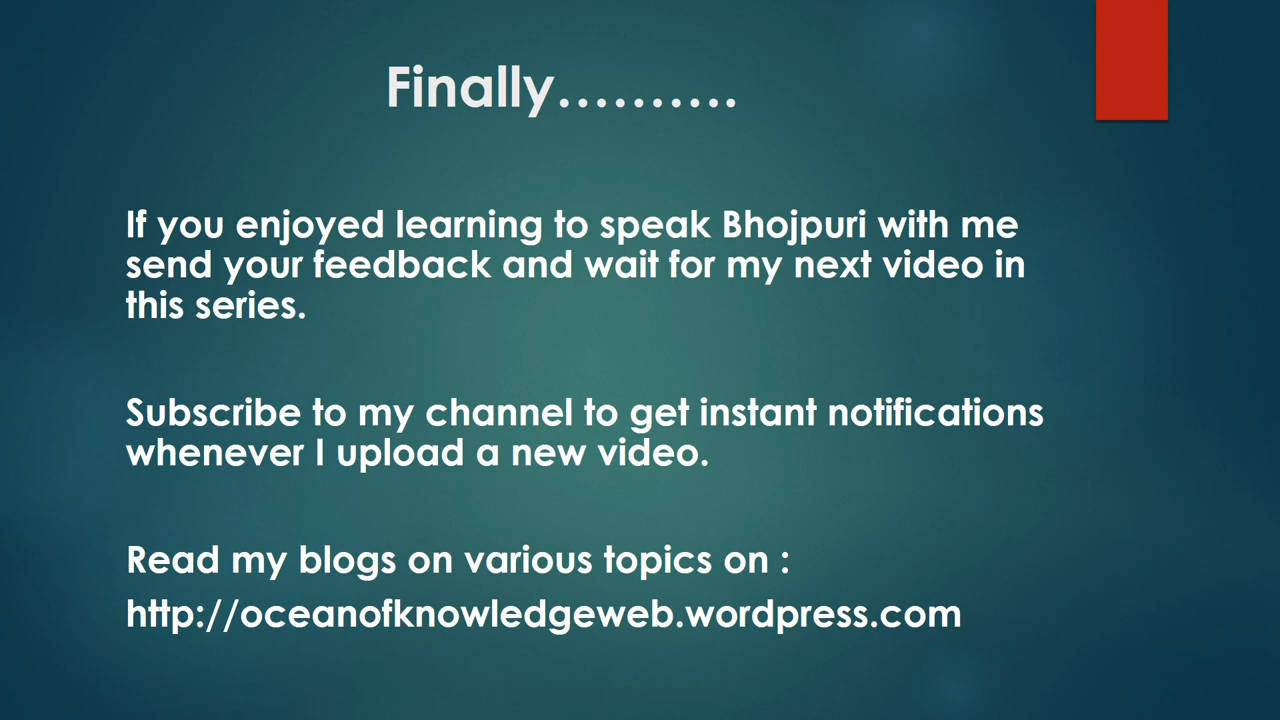 Finally……….
If you enjoyed learning to speak Bhojpuri with me
send your feedback and wait for my next video in
this series.
Subscribe to my channel to get instant notifications
whenever I upload a new video.
Read my blogs on various topics on :
http://oceanofknowledgeweb.wordpress.com